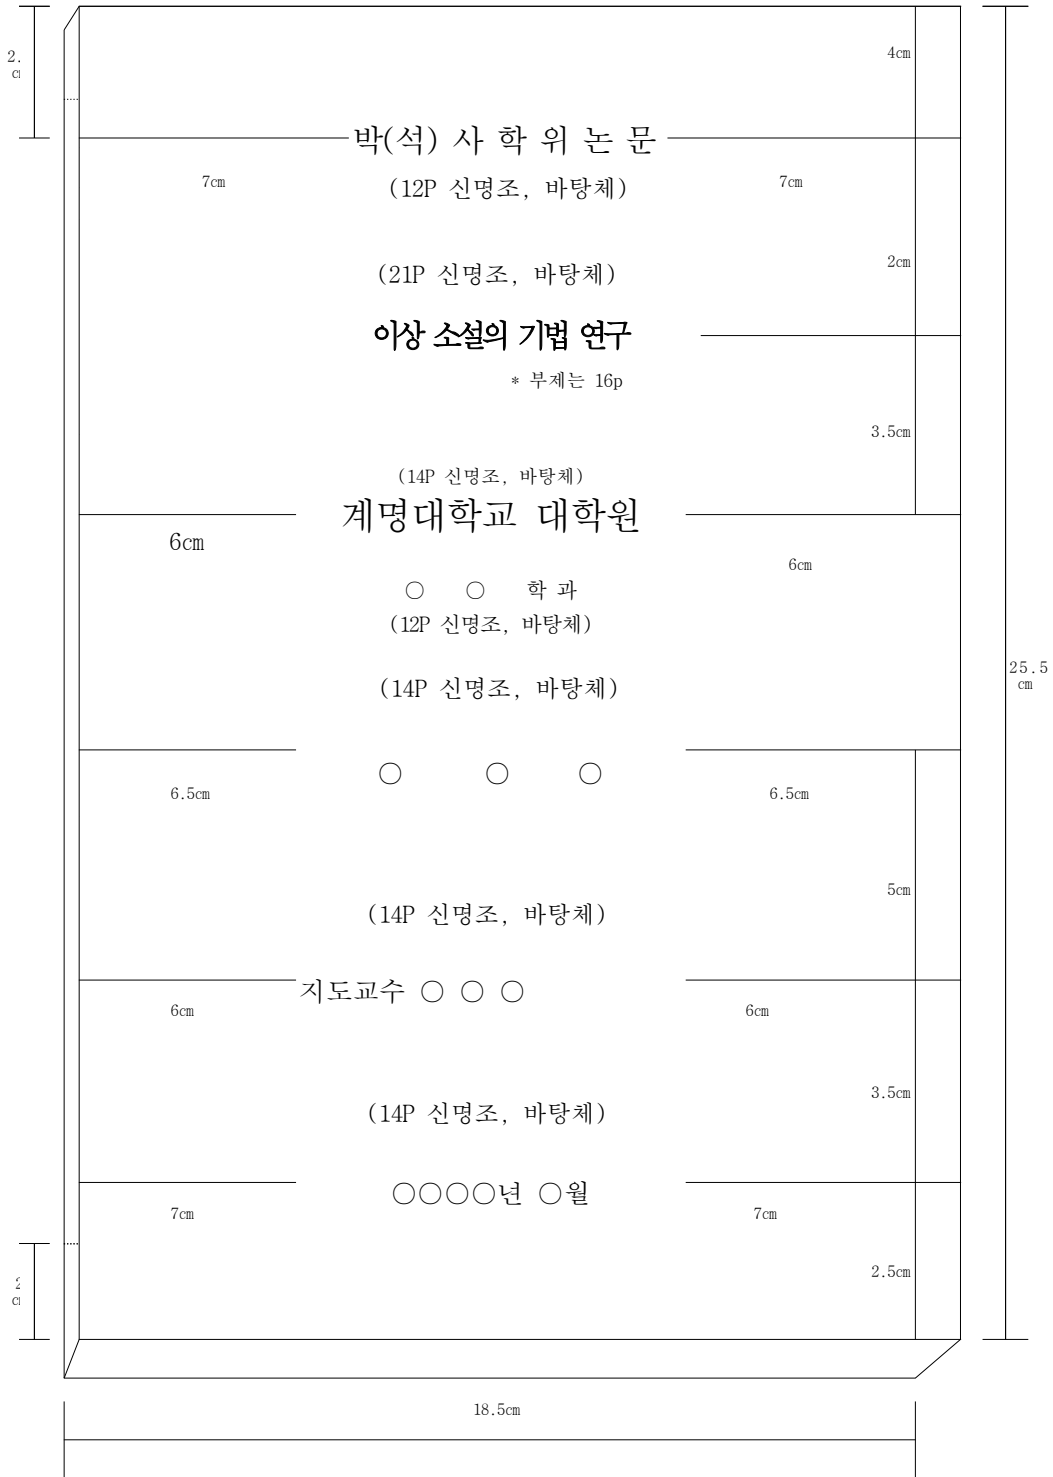 4㎝
2.
박(석) 사 학 위 논 문
7㎝ (12P 신명조, 바탕체) 7㎝
(21P 신명조, 바탕체) 2㎝
이상 소설의 기법 연구
* 부제는 16p
3.5㎝
(14P 신명조, 바탕체)
계명대학교 대학원
6㎝ 6㎝
○ ○ 학 과
(12P 신명조, 바탕체)
25.5
㎝
(14P 신명조, 바탕체)
○ ○ ○
6.5㎝ 6.5㎝
5㎝
(14P 신명조, 바탕체)
지도교수 ○ ○ ○
6㎝ 6㎝
3.5㎝
(14P 신명조, 바탕체)
○○○○년 ○월
7㎝ 7㎝
2.5㎝
18.5㎝